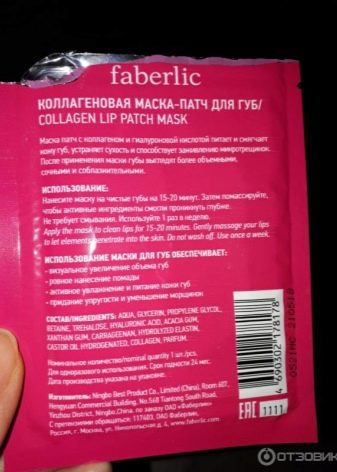 faberlic
КОЛЛАГЕНОВАЯ МАСКА-ПАТЧ ДЛЯ ГУБ/
COLLAGEN LIP PATCH MASK
Маска патч с коллагеном и гиалуроновой кислотой питает и смягчает
кожу губ, устраняет сухость и способствует заживлению микротрещинок.
После применения маски губы выглядят более объемными,
сочными и соблазнительными.
ИСПОЛЬЗОВАНИЕ:
Нанесите маску на чистые губы на 15-20 минут. Затем помассируйте,
чтобы активные ингредиенты смогли проникнуть глубже.
Не требует смывания. Используйте 1 раз в неделю.
Apply the mask to clean lips for 15-20 minutes. Gently massage your lips
to let elements penetrate into the skin. Do not wash off. Use once a week.
ИСПОЛЬЗОВАНИЕ МАСКИ ДЛЯ ГУБ ОБЕСПЕЧИВАЕТ:
- визуальное увеличение объема губ
- ровное нанесение помады
- активное увлажнение и питание кожи губ
- придание упругости и уменьшение морщинок
СОСТАВ/INGREDIENTS: AQUA, GLYCERIN, PROPYLENE GLYCOL,
BETAINE, TREHALOSE, HYALURONIC ACID, ACACIA GUM,
XANTHAN GUM, CARRAGEENAN, HYDROLYZED ELASTIN,
CASTOR OIL HYDROGENATED, COLLAGEN, PARFUM.
Номинальное количество/nominal quantity 1 шт./pcs.
Для одноразового использования. Срок годности 24 мес.
Дата производства указана на упаковке.
Изготовитель: Ningbo Best Product Co., Limited (China), Room 607,
Hengyuan Commercial Building. No.568 Tiantong South Road,
Yinzhou District, Ningbo.China. по заказу ОАО «Фаберлик»
С претензиями обращаться: 117403, ОАО Фаберлик,
Россия, г. Москва, ул. Никопольская, д. 4, www.faberlic.com
4 690302 178178
EAC
1111
ОТЗОВИК